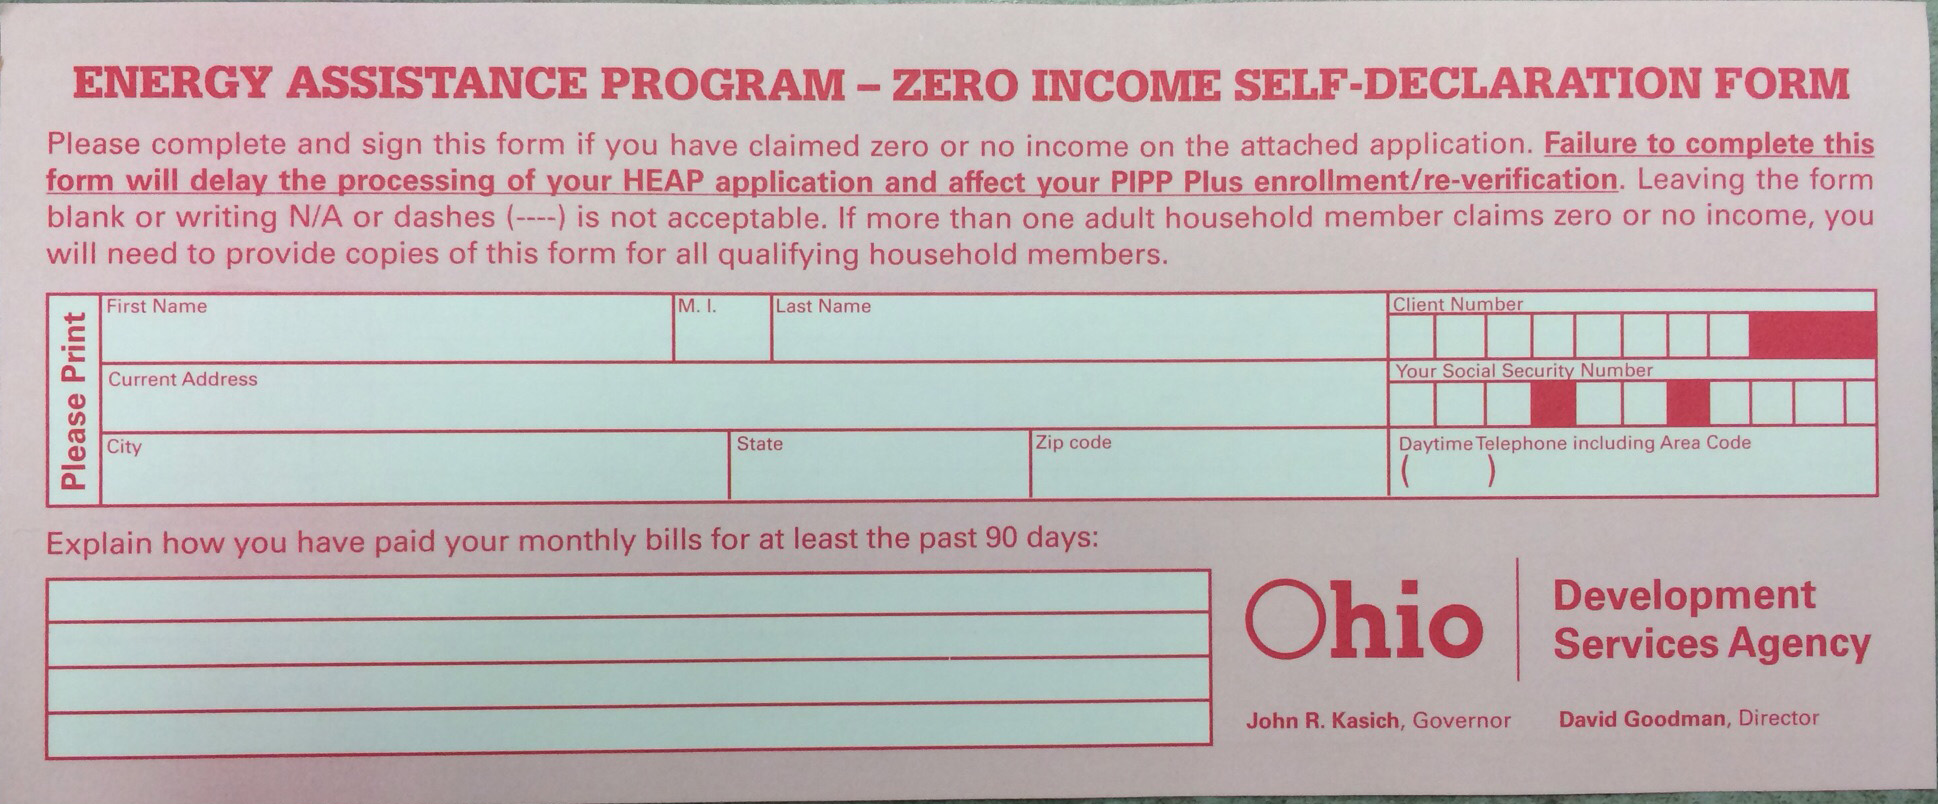 ENERGY ASSISTANCE PROGRAM – ZERO INCOME SELF-DECLARATION FORM
Please complete and sign this form if you have claimed zero or no income on the attached application. Failure to complete this
form will delay the processing of your HEAP application and affect your PIPP Plus enrollment/re-verification. Leaving the form
blank or writing N/A or dashes (----) is not acceptable. If more than one adult household member claims zero or no income, you
will need to provide copies of this form for all qualifying household members.
Please Print
First Name
M. I.
Last Name
Client Number
Current Address
Your Social Security Number
City
State
Zip code
Daytime Telephone including Area Code
( )
Explain how you have paid your monthly bills for at least the past 90 days:
Ohio
Development
Services Agency
John R. Kasich, Governor
David Goodman, Director